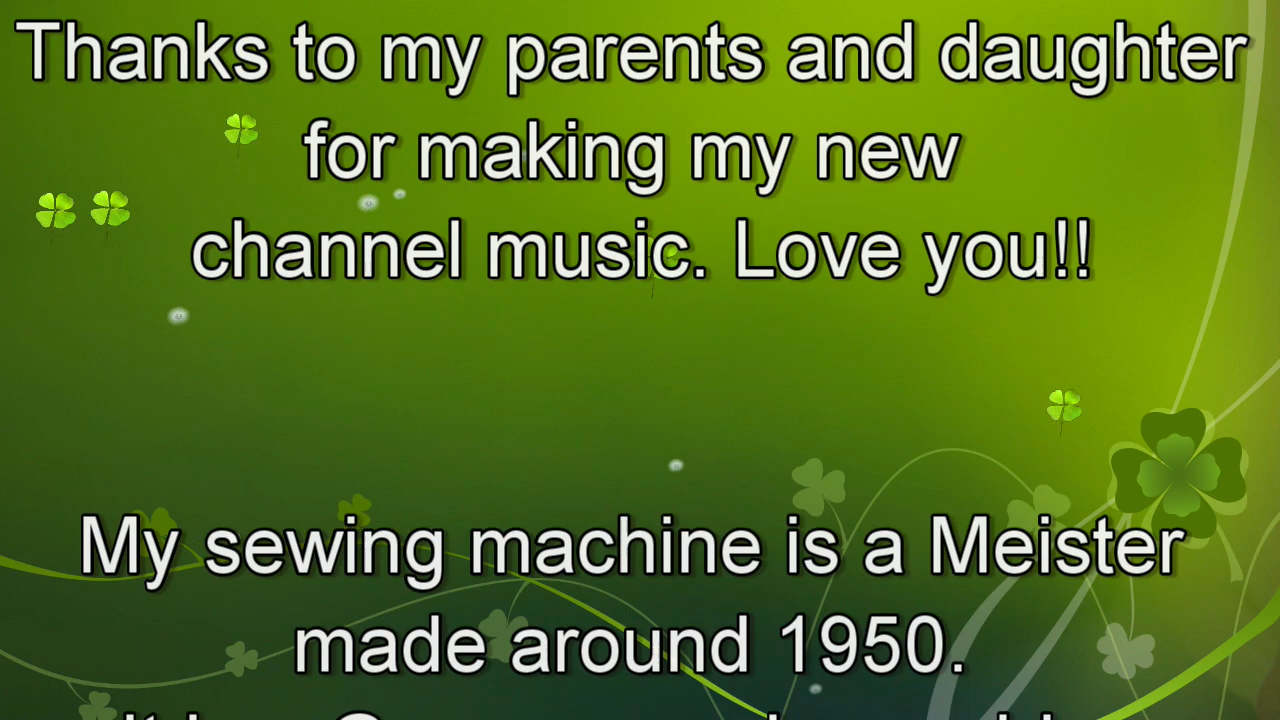 Thanks to my parents and daughter
for making my new
channel music. Love you!!
My sewing machine is a Meister
made around 1950.